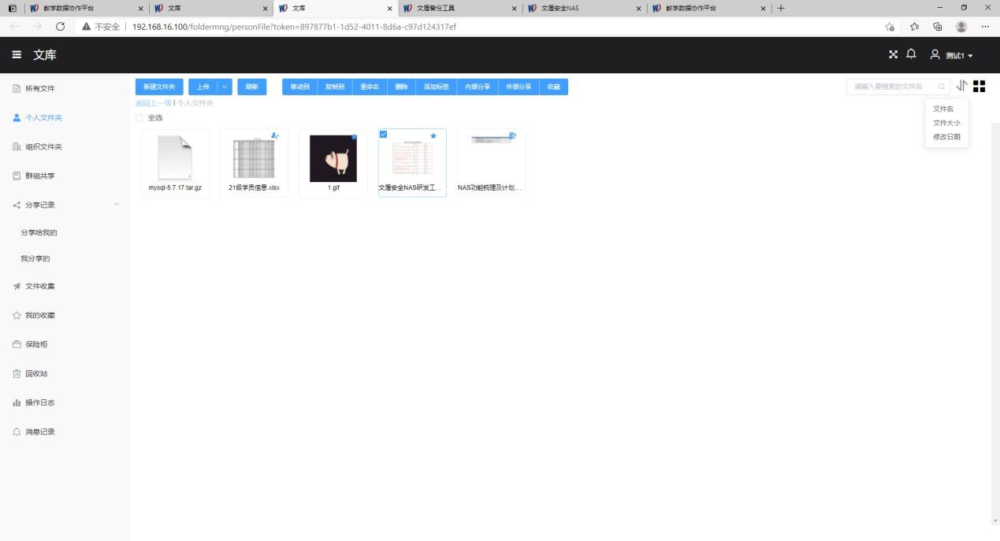 教学数据协作平台 文库 文库 文盾备份工具 文盾安全NAS 教学数据协作平台
不安全 192.168.16.100/foldermng/personFile?token=897877b1-1d52-4011-8d6a-c97d124317ef
文库 测试1
所有文件
个人文件夹
组织文件夹
群组共享
分享记录
分享给我的
我分享的
文件收集
我的收藏
保险柜
回收站
操作日志
消息记录
新建文件夹 上传 刷新 移动到 复制到 重命名 删除 添加标签 内部分享 外部分享 收藏 请输入要搜索的文件名
返回上一级 | 个人文件夹
全选
文件名
文件大小
修改日期
mysql-5.7.17.tar.gz 21级学员信息.xlsx 1.gif 文盾安全NAS研发工... NAS功能梳理及计划....